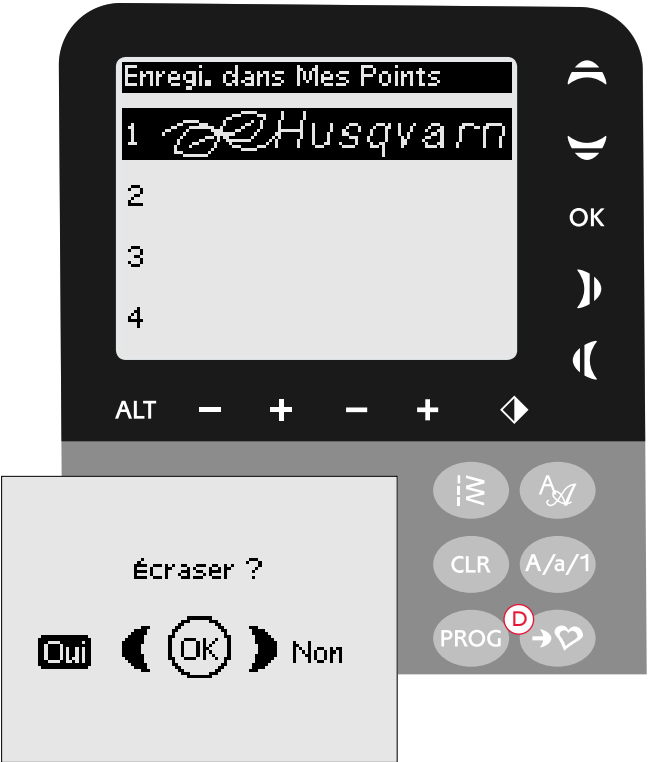 Enregi. dans Mes Points
1 Husqvarn
2
3
OK
4
ALT - + - +
A A
CLR A/a/1
PROG D
écraser ?
Oui OK Non